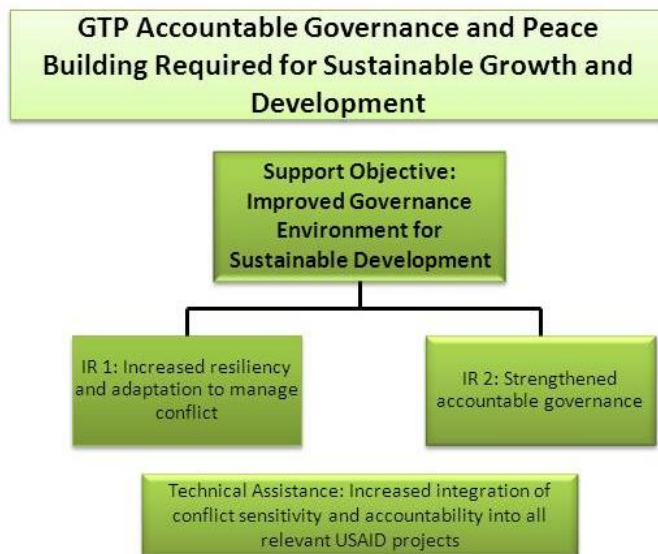 GTP Accountable Governance and Peace
Building Required for Sustainable Growth and
Development
Support Objective:
Improved Governance
Environment for
Sustainable Development
IR 1: Increased resiliency
and adaptation to manage
conflict
IR 2: Strengthened
accountable governance
Technical Assistance: Increased integration of
conflict sensitivity and accountability into all
relevant USAID projects